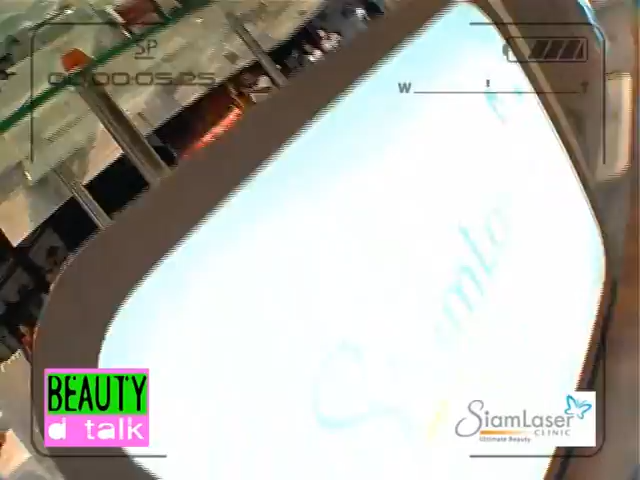 SP
00:00:05:25
W T
BEAUTY
d talk
SiamLaser
CLINIC
Ultimate Beauty